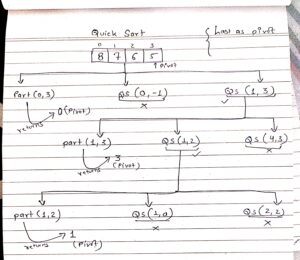 Quick Sort
{ Last as pivot
0 1 2 3
8 7 6 5
↑ pivot
Part (0, 3) QS (0, -1) QS (1, 3)
x ✓
returns 0 (Pivot)
part (1, 3) QS (1, 2) QS (4, 3)
✓ x
returns 3 (Pivot)
part (1, 2) QS (1, 0) QS (2, 2)
x x
returns 1 (Pivot)